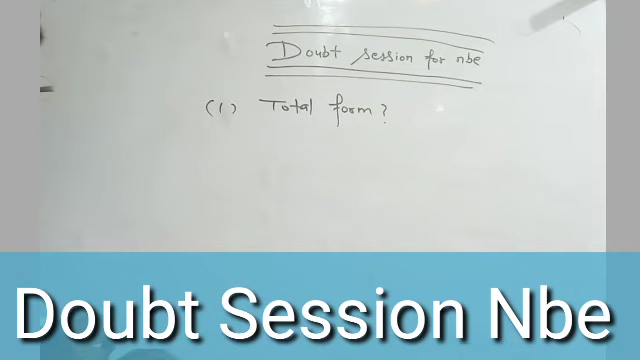 Doubt session for nbe
(1) Total form?
Doubt Session Nbe